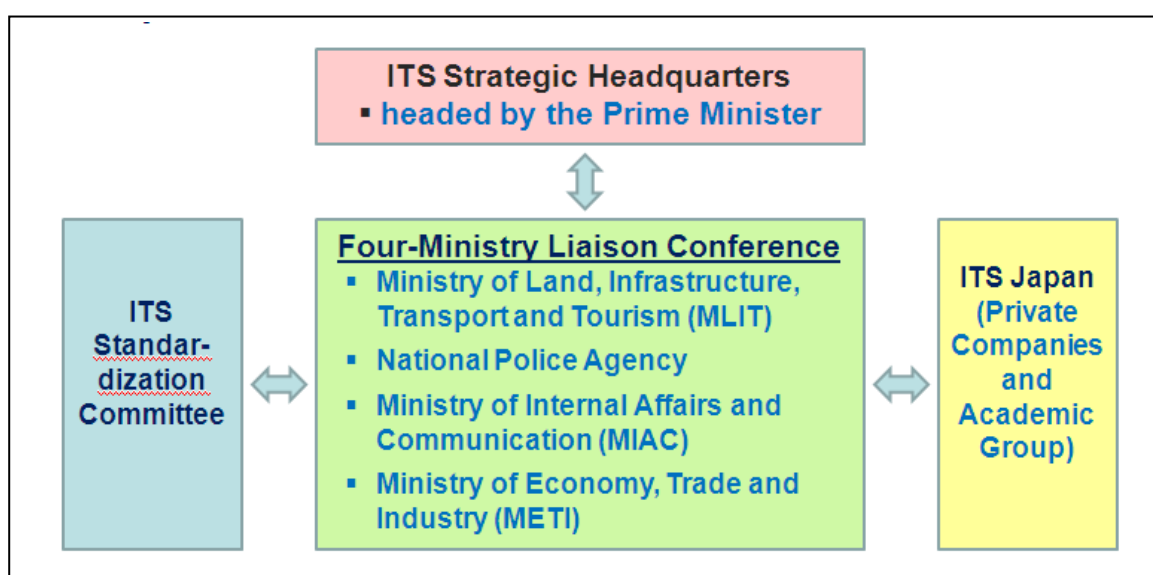 ITS Strategic Headquarters
▪ headed by the Prime Minister
ITS
Standar-
dization
Committee
Four-Ministry Liaison Conference
▪ Ministry of Land, Infrastructure,
Transport and Tourism (MLIT)
▪ National Police Agency
▪ Ministry of Internal Affairs and
Communication (MIAC)
▪ Ministry of Economy, Trade and
Industry (METI)
ITS Japan
(Private
Companies
and
Academic
Group)